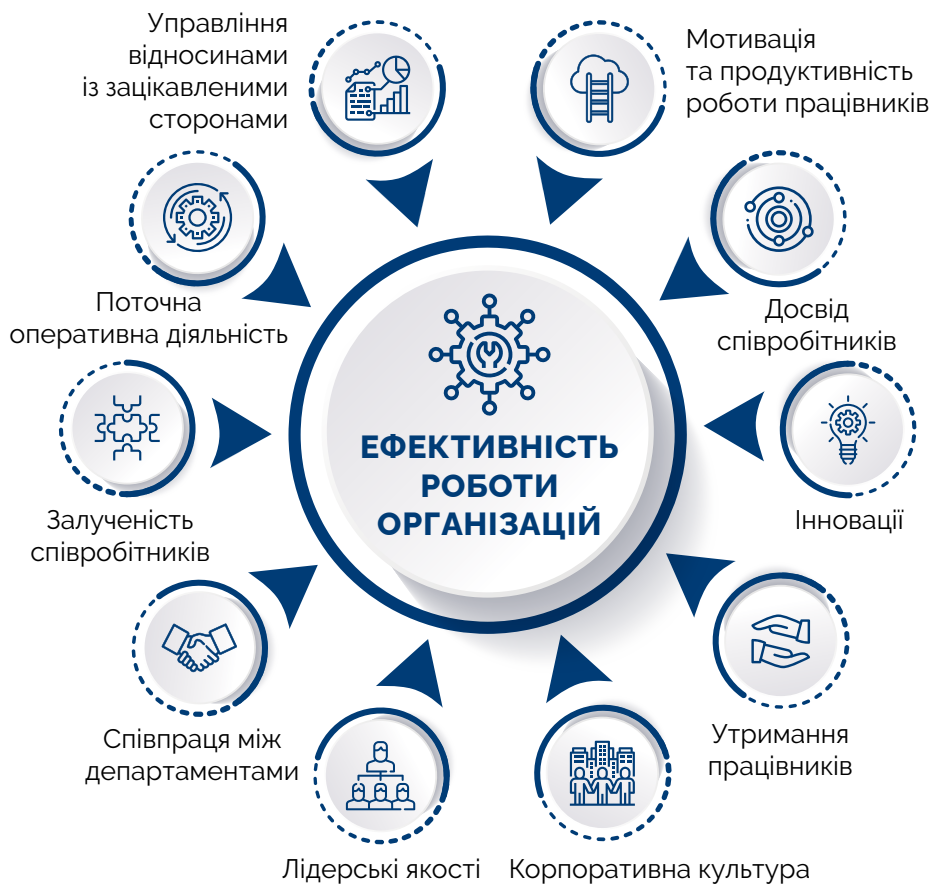 Управління
відносинами
із зацікавленими
сторонами
Мотивація
та продуктивність
роботи працівників
Поточна
оперативна діяльність
Досвід
співробітників
ЕФЕКТИВНІСТЬ
РОБОТИ
ОРГАНІЗАЦІЙ
Залученість
співробітників
Інновації
Співпраця між
департаментами
Утримання
працівників
Лідерські якості
Корпоративна культура